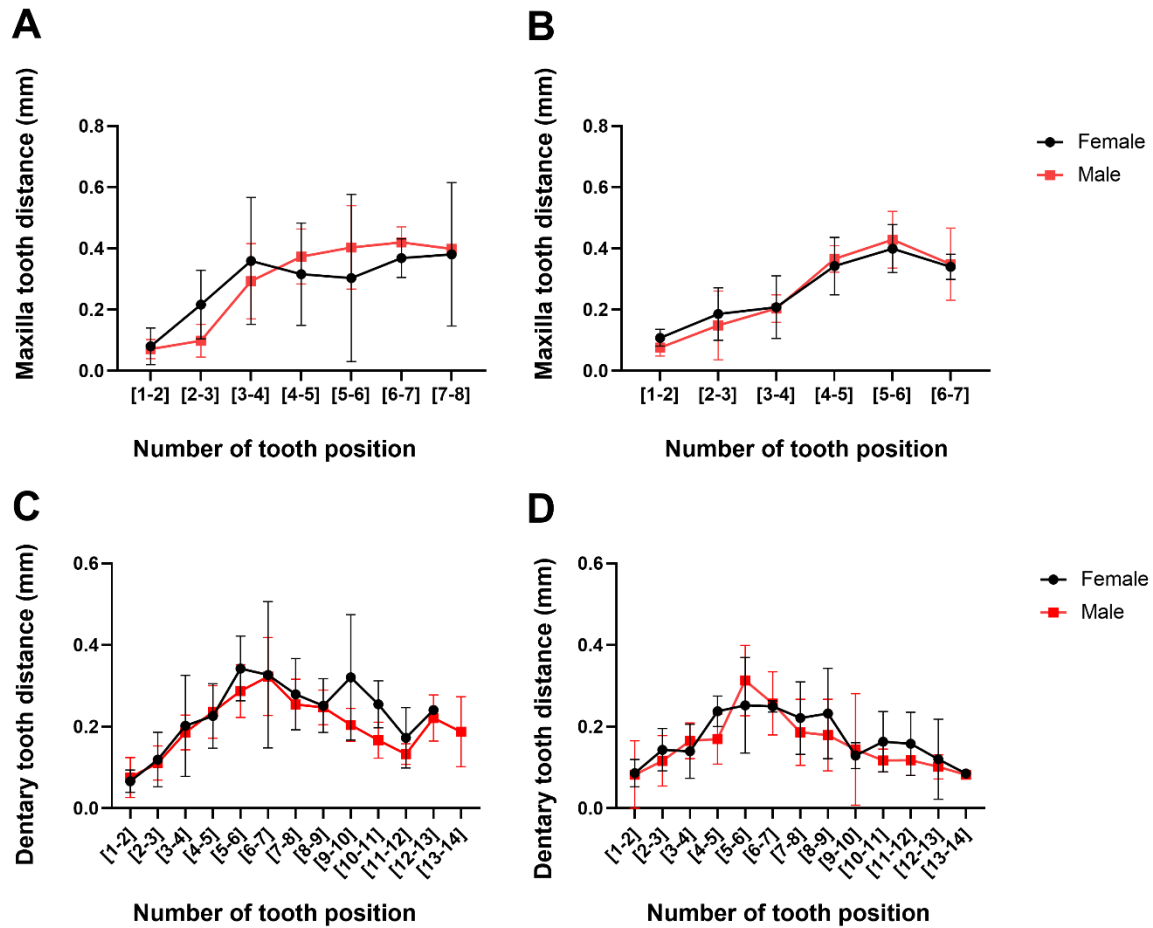 A
Maxilla tooth distance (mm)
0.8
0.6
0.4
0.2
0.0
[1-2] [2-3] [3-4] [4-5] [5-6] [6-7] [7-8]
Number of tooth position
B
Maxilla tooth distance (mm)
0.8
0.6
0.4
0.2
0.0
[1-2] [2-3] [3-4] [4-5] [5-6] [6-7]
Number of tooth position
Female
Male
C
Dentary tooth distance (mm)
0.6
0.4
0.2
0.0
[1-2] [2-3] [3-4] [4-5] [5-6] [6-7] [7-8] [8-9] [9-10] [10-11] [11-12] [12-13] [13-14]
Number of tooth position
D
Dentary tooth distance (mm)
0.6
0.4
0.2
0.0
[1-2] [2-3] [3-4] [4-5] [5-6] [6-7] [7-8] [8-9] [9-10] [10-11] [11-12] [12-13] [13-14]
Number of tooth position
Female
Male